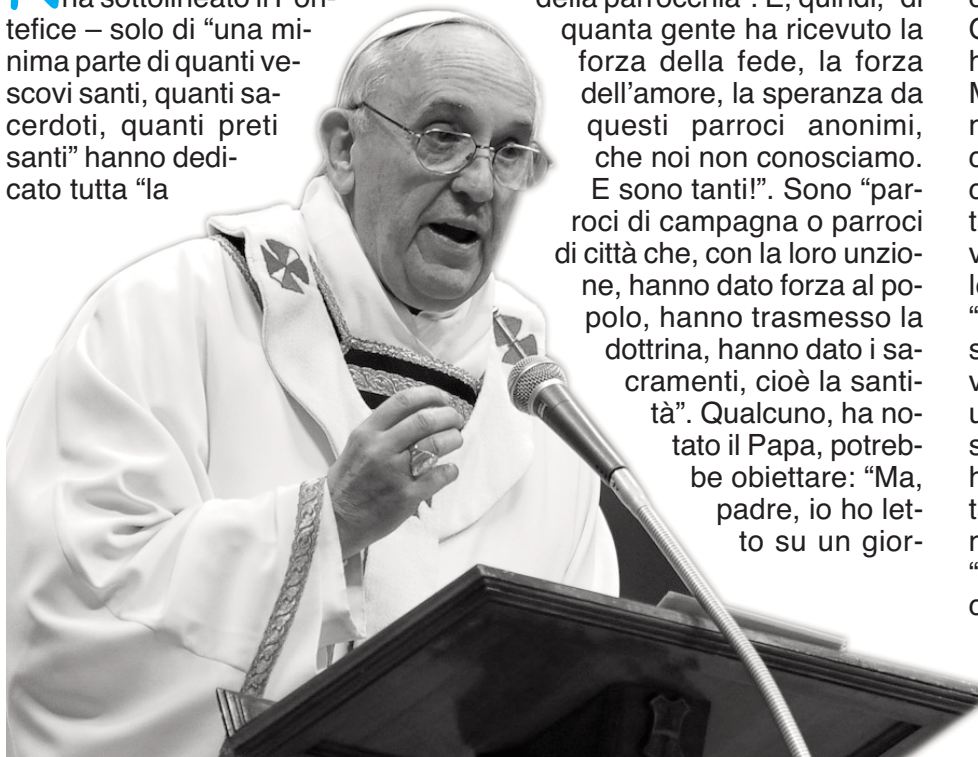 ha sottolineato il Pon-
tefice – solo di “una mi-
nima parte di quanti ve-
scovi santi, quanti sa-
cerdoti, quanti preti
santi” hanno dedi-
cato tutta “la
della parrocchia”. E, quindi, “di
quanta gente ha ricevuto la
forza della fede, la forza
dell’amore, la speranza da
questi parroci anonimi,
che noi non conosciamo.
E sono tanti!”. Sono “par-
roci di campagna o parroci
di città che, con la loro unzio-
ne, hanno dato forza al po-
polo, hanno trasmesso la
dottrina, hanno dato i sa-
cramenti, cioè la santi-
tà”. Qualcuno, ha no-
tato il Papa, potreb-
be obiettare: “Ma,
padre, io ho let-
to su un gior-